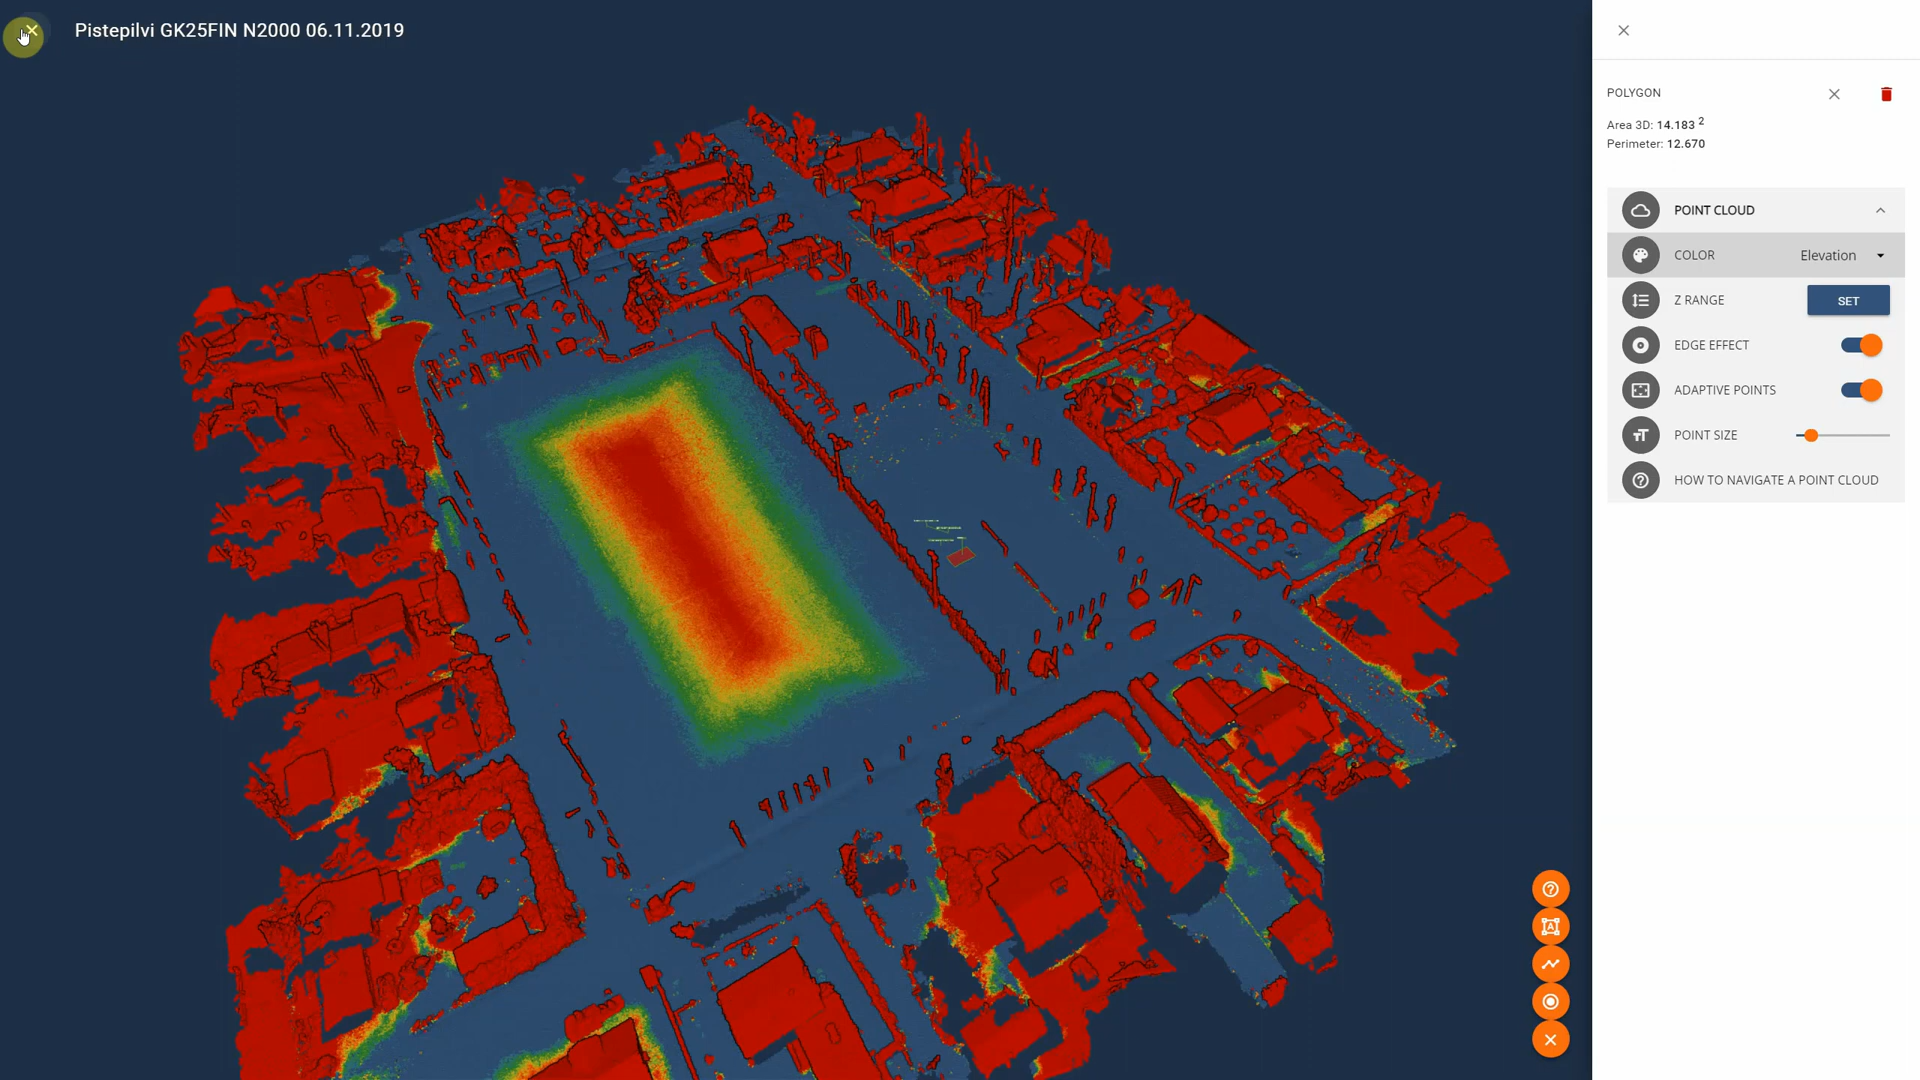 Pistepilvi GK25FIN N2000 06.11.2019
POLYGON
Area 3D: 14.183 2
Perimeter: 12.670
POINT CLOUD
COLOR Elevation
Z RANGE SET
EDGE EFFECT
ADAPTIVE POINTS
POINT SIZE
HOW TO NAVIGATE A POINT CLOUD